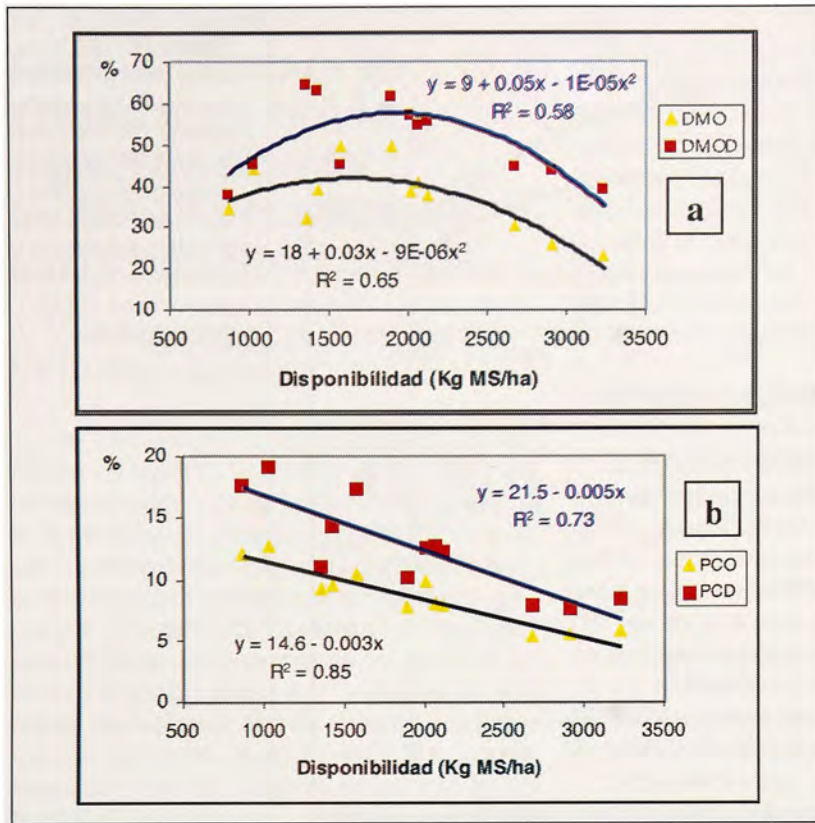 %
70
60
50
40
30
20
10
y = 9 + 0.05x - 1E-05x²
R² = 0.58
y = 18 + 0.03x - 9E-06x²
R² = 0.65
500 1000 1500 2000 2500 3000 3500
Disponibilidad (Kg MS/ha)
DMO
DMOD
a
%
20
15
10
5
0
y = 21.5 - 0.005x
R² = 0.73
y = 14.6 - 0.003x
R² = 0.85
500 1000 1500 2000 2500 3000 3500
Disponibilidad (Kg MS/ha)
b
PCO
PCD